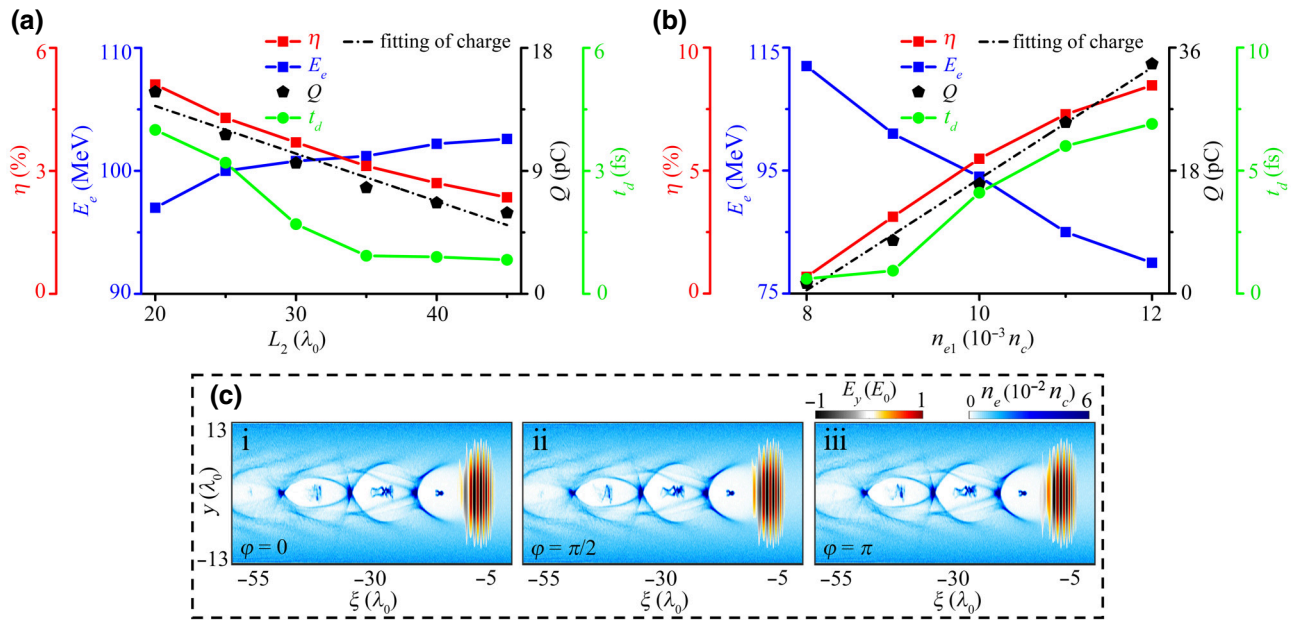 (a)
η fitting of charge
E_e
Q
t_d
6 110 18 6
3 100 9 3
0 90 0 0
η (%)
E_e (MeV)
Q (pC)
t_d (fs)
20 30 40
L_2 (λ_0)
(b)
η fitting of charge
E_e
Q
t_d
10 115 36 10
5 95 18 5
0 75 0 0
η (%)
E_e (MeV)
Q (pC)
t_d (fs)
8 10 12
n_{e1} (10^{-3} n_c)
(c)
E_y (E_0)
−1 1
n_e (10^{-2} n_c)
0 6
13
y (λ_0)
−13
i
φ = 0
ii
φ = π/2
iii
φ = π
−55 −30 −5
ξ (λ_0)
−55 −30 −5
ξ (λ_0)
−55 −30 −5
ξ (λ_0)